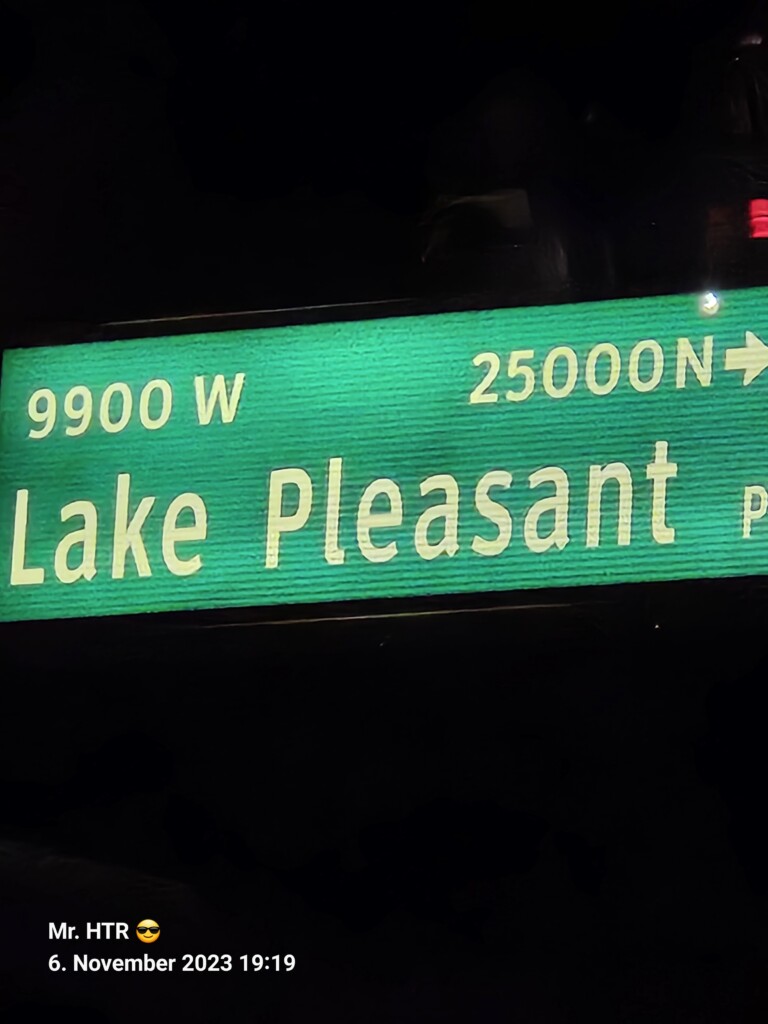 9900 W 25000N →
Lake Pleasant P
Mr. HTR 😎
6. November 2023 19:19